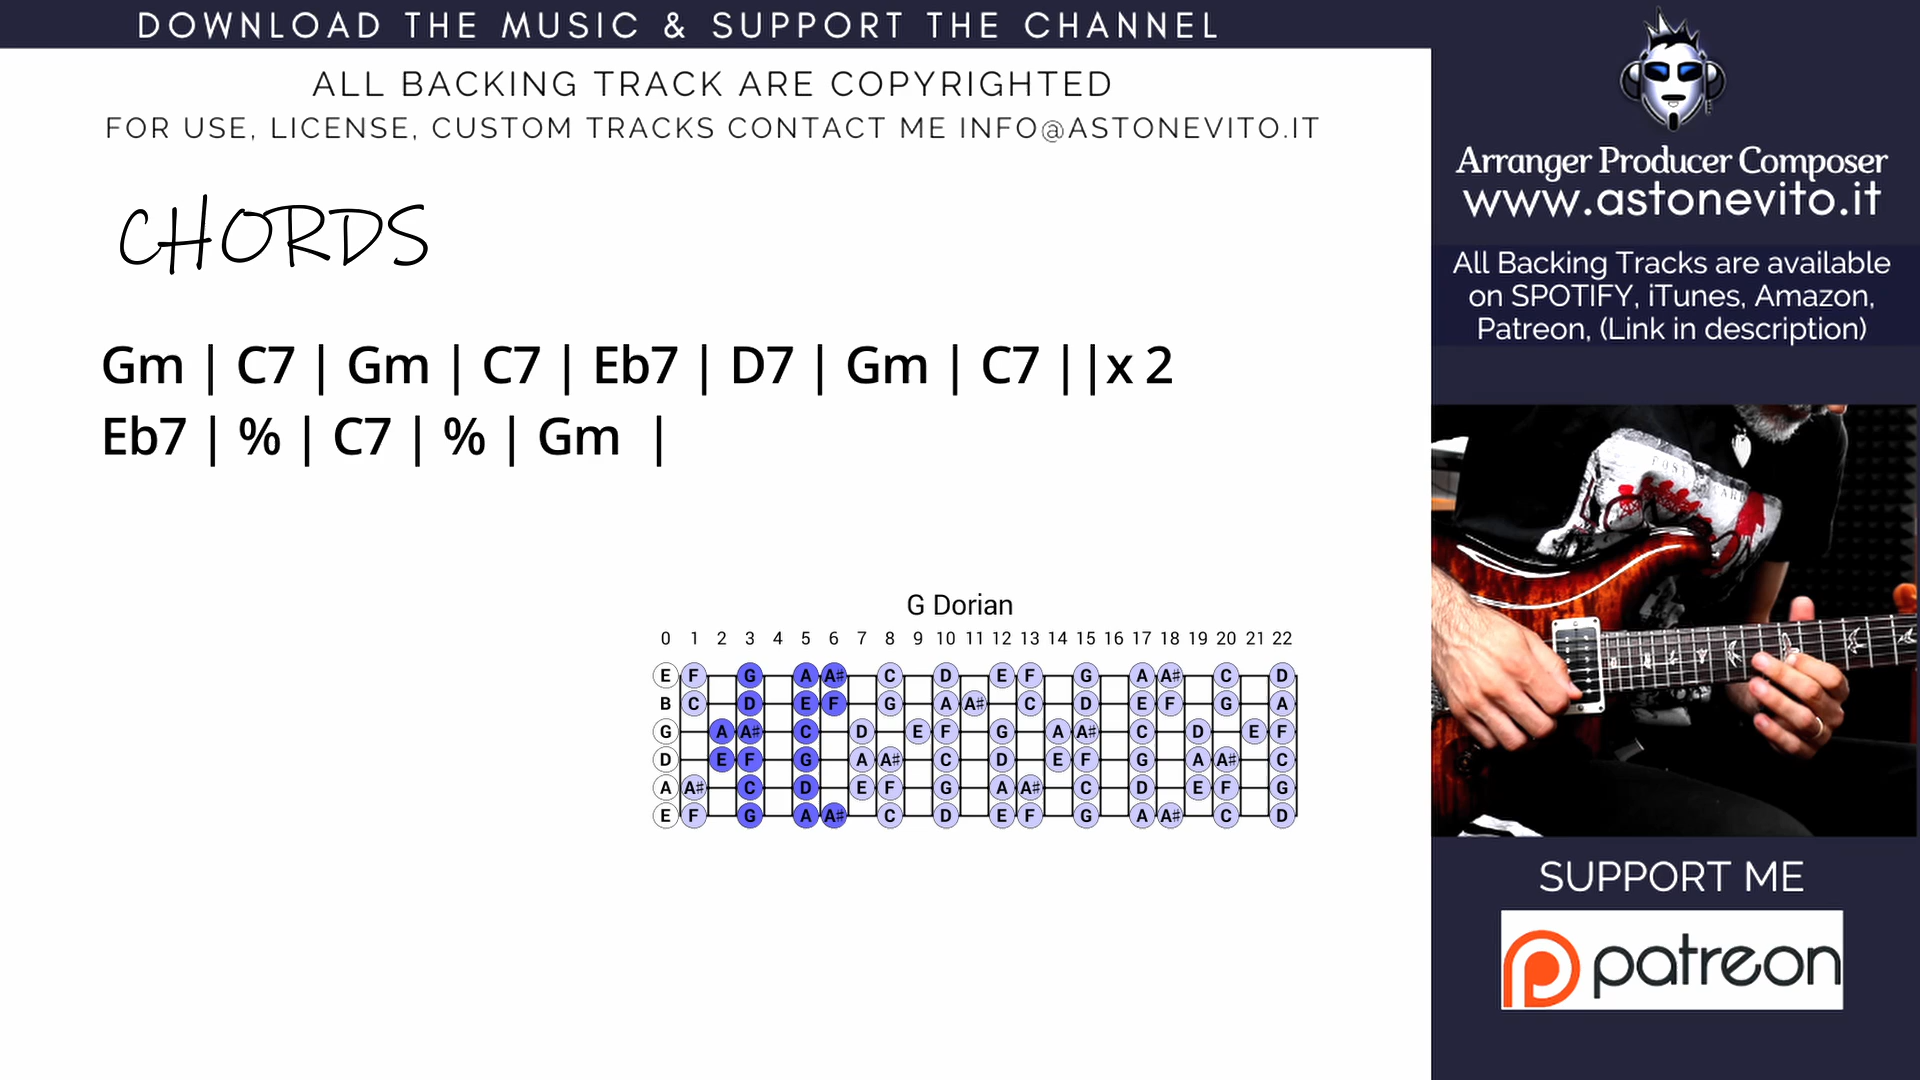 DOWNLOAD THE MUSIC & SUPPORT THE CHANNEL
ALL BACKING TRACK ARE COPYRIGHTED
FOR USE, LICENSE, CUSTOM TRACKS CONTACT ME INFO@ASTONEVITO.IT
CHORDS
Gm | C7 | Gm | C7 | Eb7 | D7 | Gm | C7 ||x 2
Eb7 | % | C7 | % | Gm |
G Dorian
0 1 2 3 4 5 6 7 8 9 10 11 12 13 14 15 16 17 18 19 20 21 22
E F G A A# C D E F G A A# C D
B C D E F G A A# C D E F G A
G A A# C D E F G A A# C D E F
D E F G A A# C D E F G A A# C
A A# C D E F G A A# C D E F G
E F G A A# C D E F G A A# C D
Arranger Producer Composer
www.astonevito.it
All Backing Tracks are available
on SPOTIFY, iTunes, Amazon,
Patreon, (Link in description)
SUPPORT ME
patreon